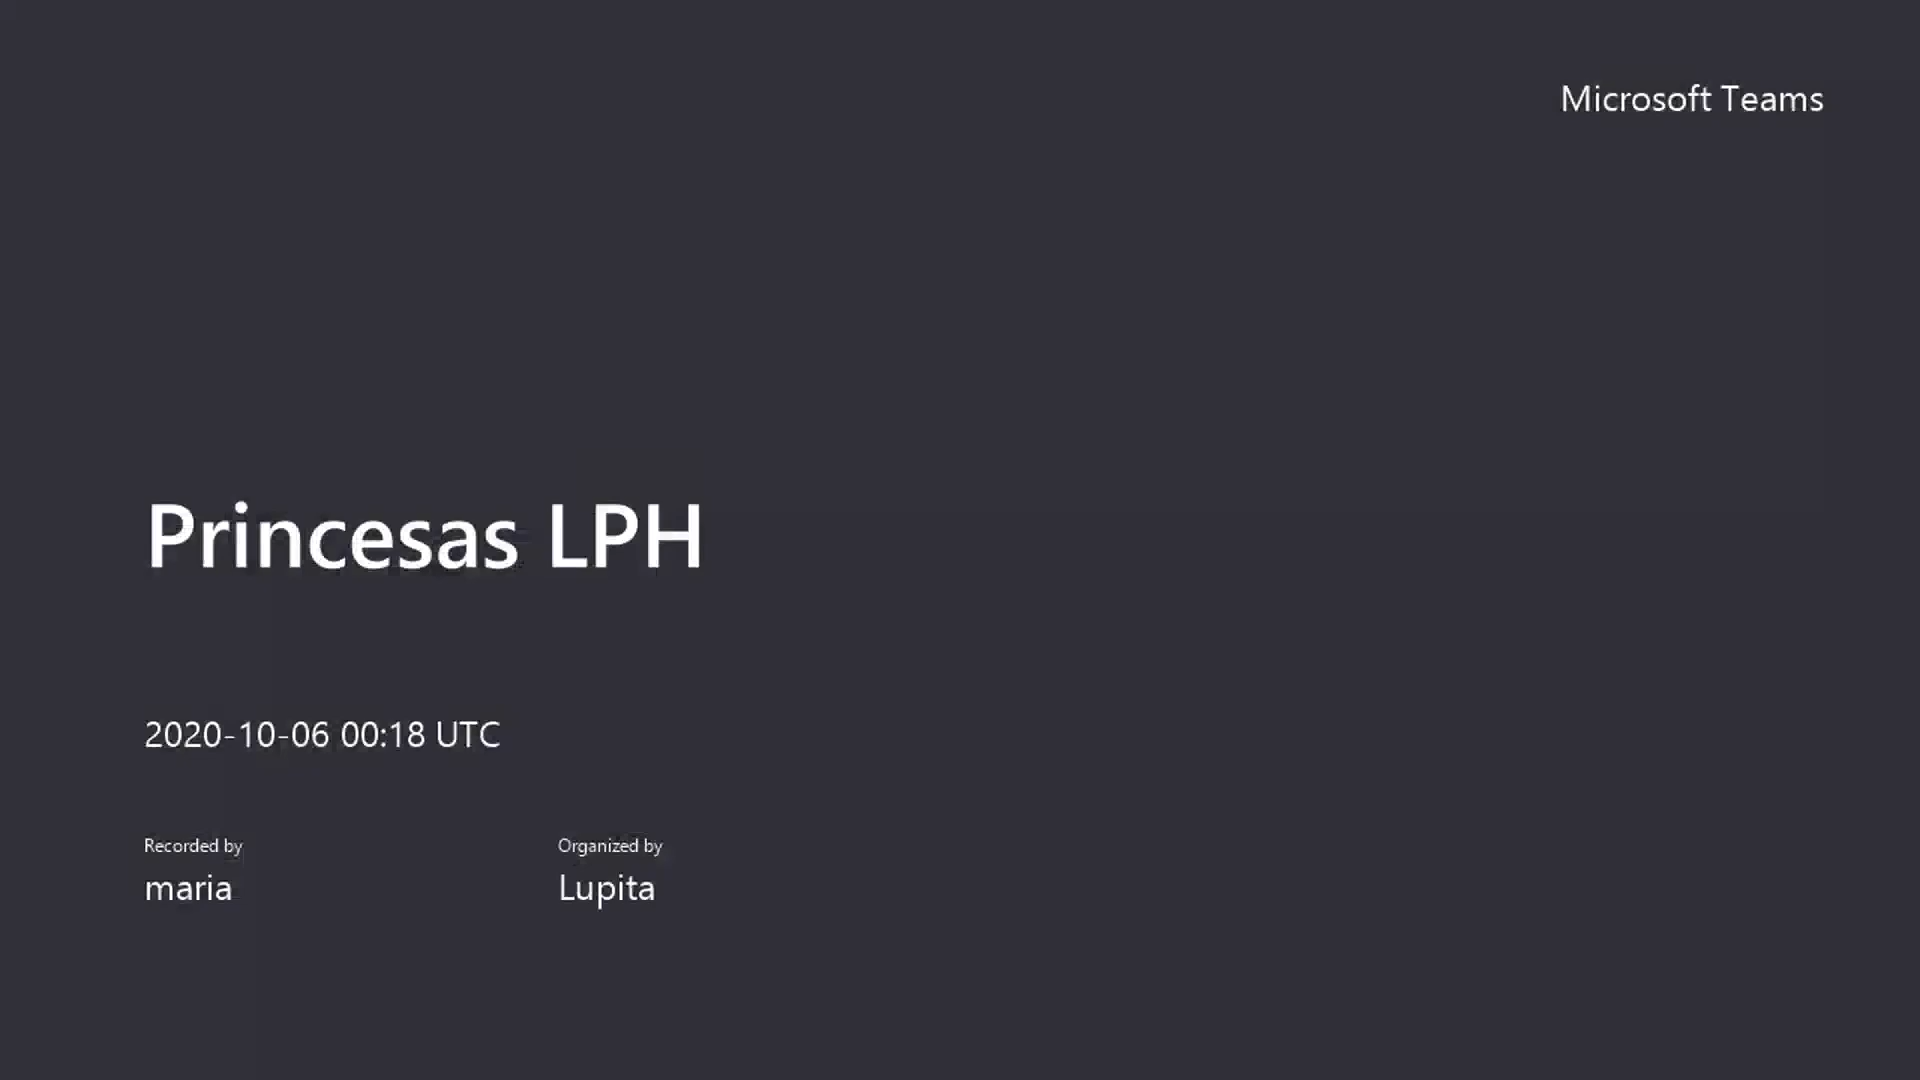 Microsoft Teams
Princesas LPH
2020-10-06 00:18 UTC
Recorded by
maria
Organized by
Lupita